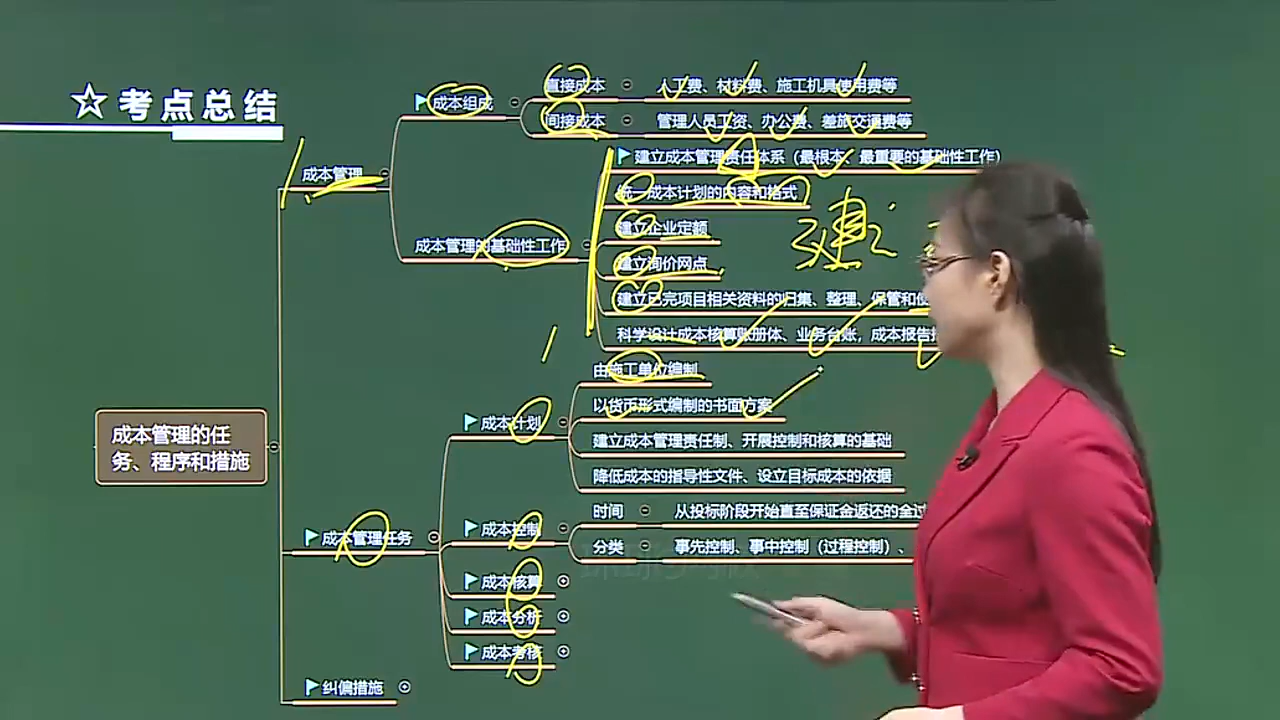 ☆考点总结
成本管理的任务、程序和措施
成本管理
成本组成
直接成本
人工费、材料费、施工机具使用费等
间接成本
管理人员工资、办公费、差旅交通费等
成本管理的基础性工作
建立成本管理责任体系（最根本 最重要的基础性工作）
统一成本计划的内容和格式
建立企业定额
建立询价网点
建立已完项目相关资料的归集、整理、保管和
科学设计成本核算账册体、业务台账，成本报告
成本管理任务
成本计划
由施工单位编制
以货币形式编制的书面方案
建立成本管理责任制、开展控制和核算的基础
降低成本的指导性文件、设立目标成本的依据
成本控制
时间
从投标阶段开始直至保证金返还的全过
分类
事先控制、事中控制（过程控制）、
成本核算
成本分析
成本考核
纠偏措施